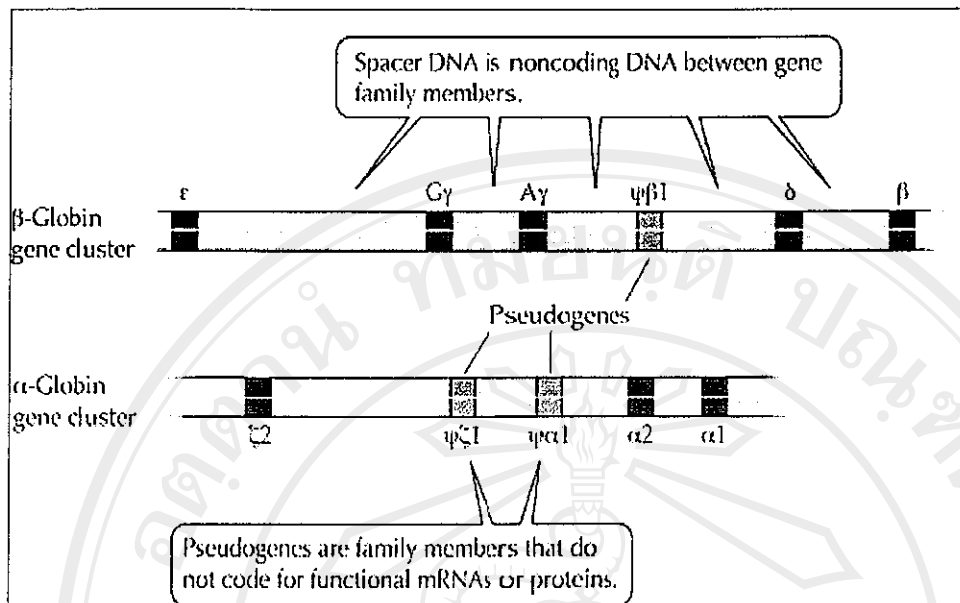 Spacer DNA is noncoding DNA between gene
family members.
ε Gγ Aγ ψβ1 δ β
β-Globin
gene cluster
Pseudogenes
α-Globin
gene cluster
ζ2 ψζ1 ψα1 α2 α1
Pseudogenes are family members that do
not code for functional mRNAs or proteins.